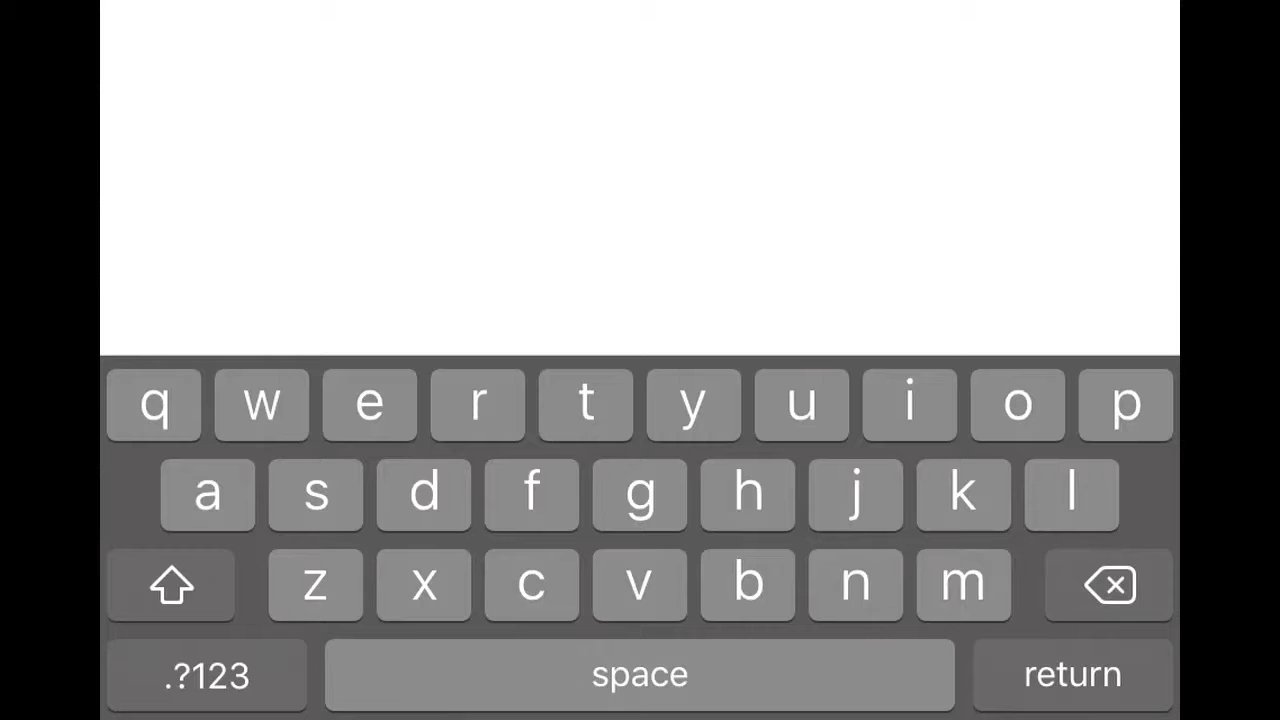 q w e r t y u i o p
a s d f g h j k l
z x c v b n m
.?123 space return